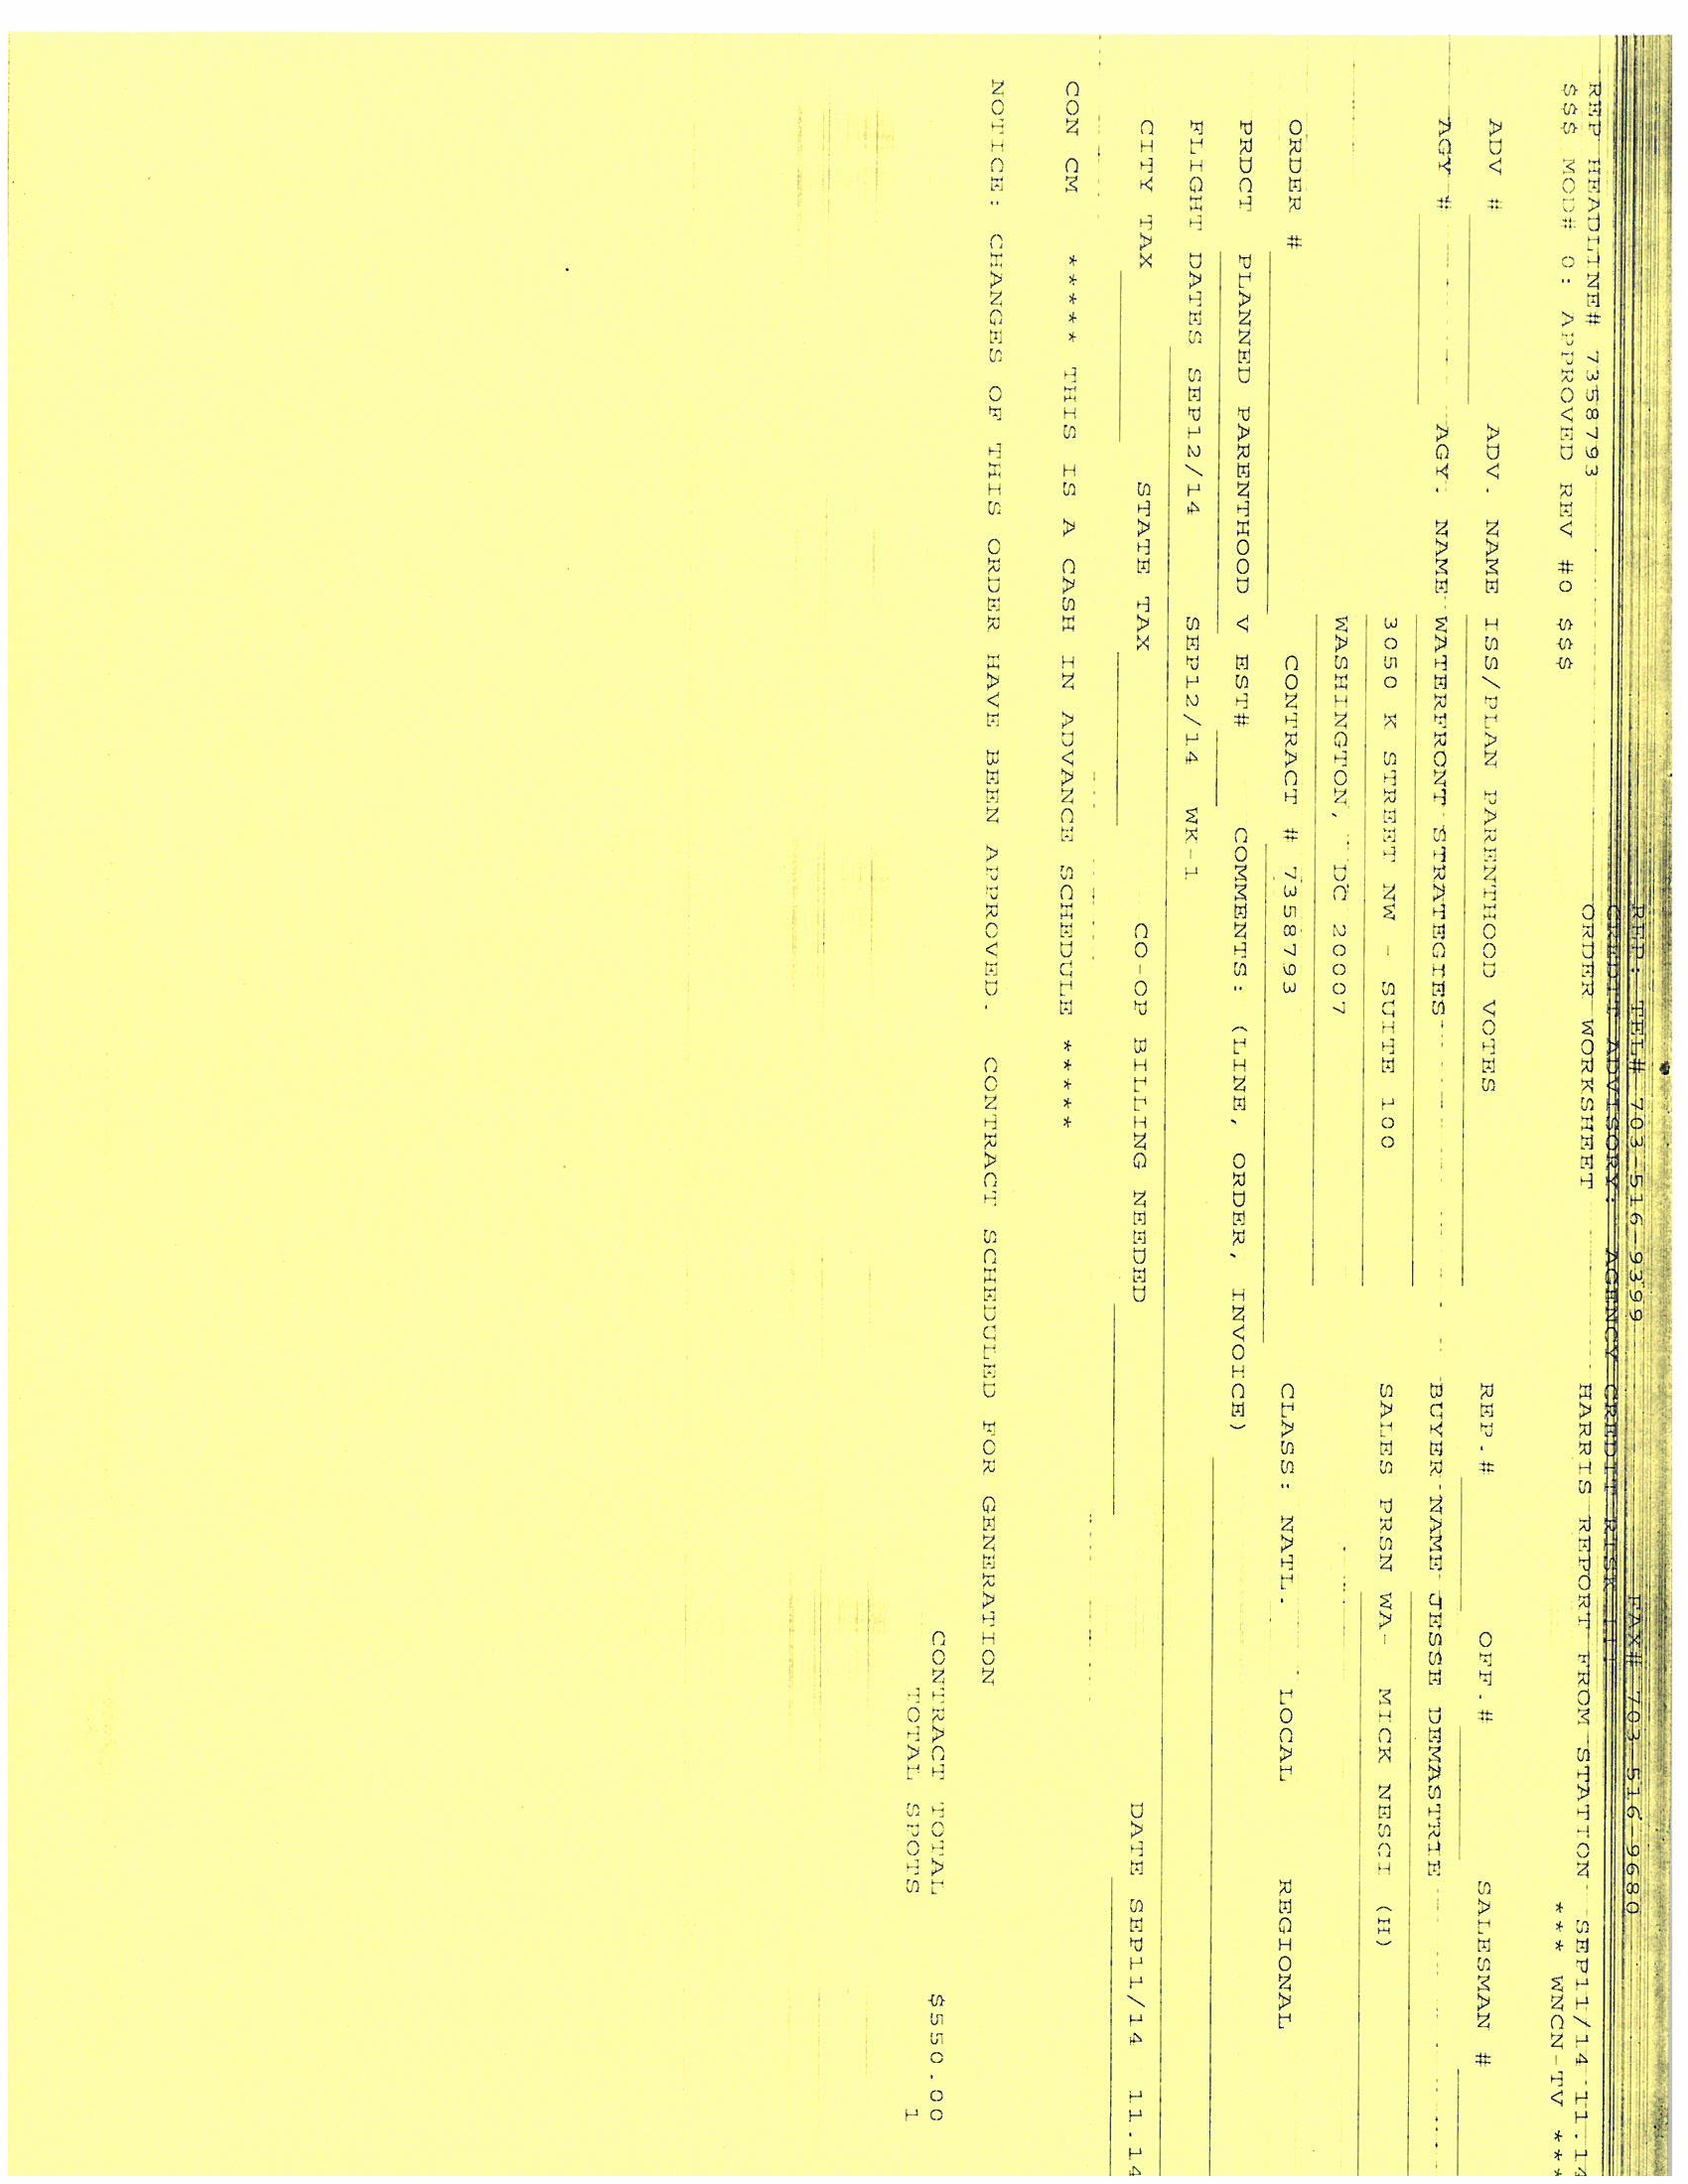 REP: TEL# 703-516-9399 FAX# 703-516-9680
CREDIT ADVISORY: AGENCY CREDIT RISK
REP HEADLINE# 7358793 ORDER WORKSHEET HARRIS REPORT FROM STATION SEP11/14 11.14
$$$ MOD# 0: APPROVED REV #0 $$$ *** WNCN-TV ***
ADV # ADV. NAME ISS/PLAN PARENTHOOD VOTES REP.# OFF.# SALESMAN #
AGY # AGY. NAME WATERFRONT STRATEGIES BUYER NAME JESSE DEMASTRIE
3050 K STREET NW - SUITE 100 SALES PRSN WA- MICK NESCI (H)
WASHINGTON, DC 20007
ORDER # CONTRACT # 7358793 CLASS: NATL. LOCAL REGIONAL
PRDCT PLANNED PARENTHOOD V EST# COMMENTS: (LINE, ORDER, INVOICE)
FLIGHT DATES SEP12/14 SEP12/14 WK-1
CITY TAX STATE TAX CO-OP BILLING NEEDED DATE SEP11/14 11.14
CON CM ***** THIS IS A CASH IN ADVANCE SCHEDULE *****
NOTICE: CHANGES OF THIS ORDER HAVE BEEN APPROVED. CONTRACT SCHEDULED FOR GENERATION
CONTRACT TOTAL $550.00
TOTAL SPOTS 1